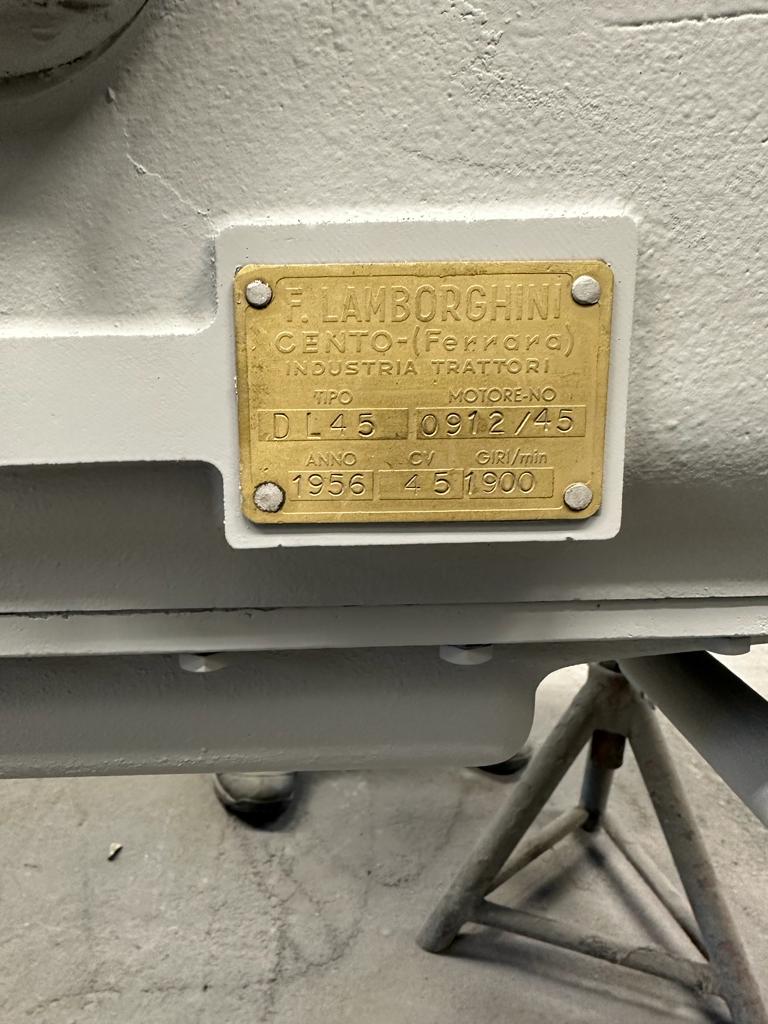 F. LAMBORGHINI
CENTO-(Ferrara)
INDUSTRIA TRATTORI
TIPO MOTORE-NO
DL45 0912/45
ANNO CV GIRI/min
1956 45 1900